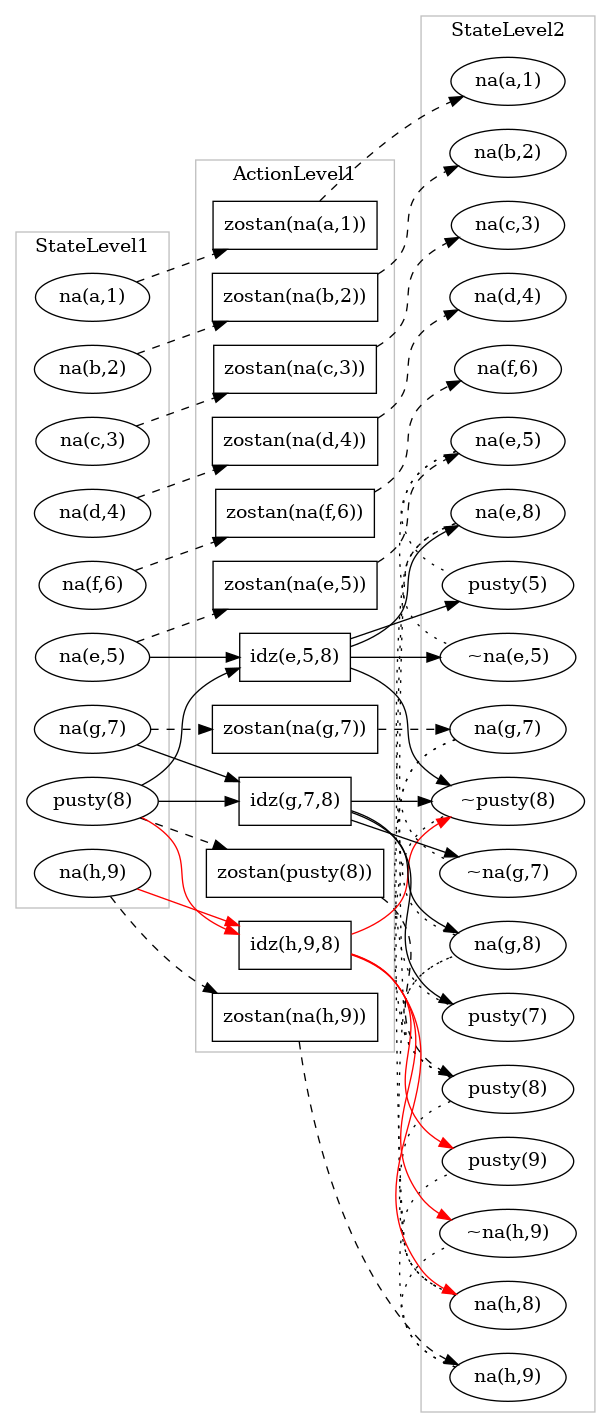 StateLevel1
na(a,1)
na(b,2)
na(c,3)
na(d,4)
na(f,6)
na(e,5)
na(g,7)
pusty(8)
na(h,9)
ActionLevel1
zostan(na(a,1))
zostan(na(b,2))
zostan(na(c,3))
zostan(na(d,4))
zostan(na(f,6))
zostan(na(e,5))
idz(e,5,8)
zostan(na(g,7))
idz(g,7,8)
zostan(pusty(8))
idz(h,9,8)
zostan(na(h,9))
StateLevel2
na(a,1)
na(b,2)
na(c,3)
na(d,4)
na(f,6)
na(e,5)
na(e,8)
pusty(5)
~na(e,5)
na(g,7)
~pusty(8)
~na(g,7)
na(g,8)
pusty(7)
pusty(8)
pusty(9)
~na(h,9)
na(h,8)
na(h,9)